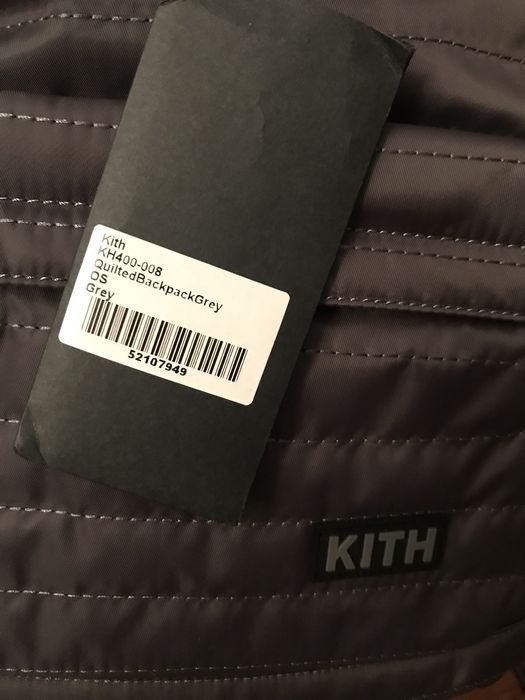 Kith
KH400-008
QuiltedBackpackGrey
OS
Grey
52107949
KITH